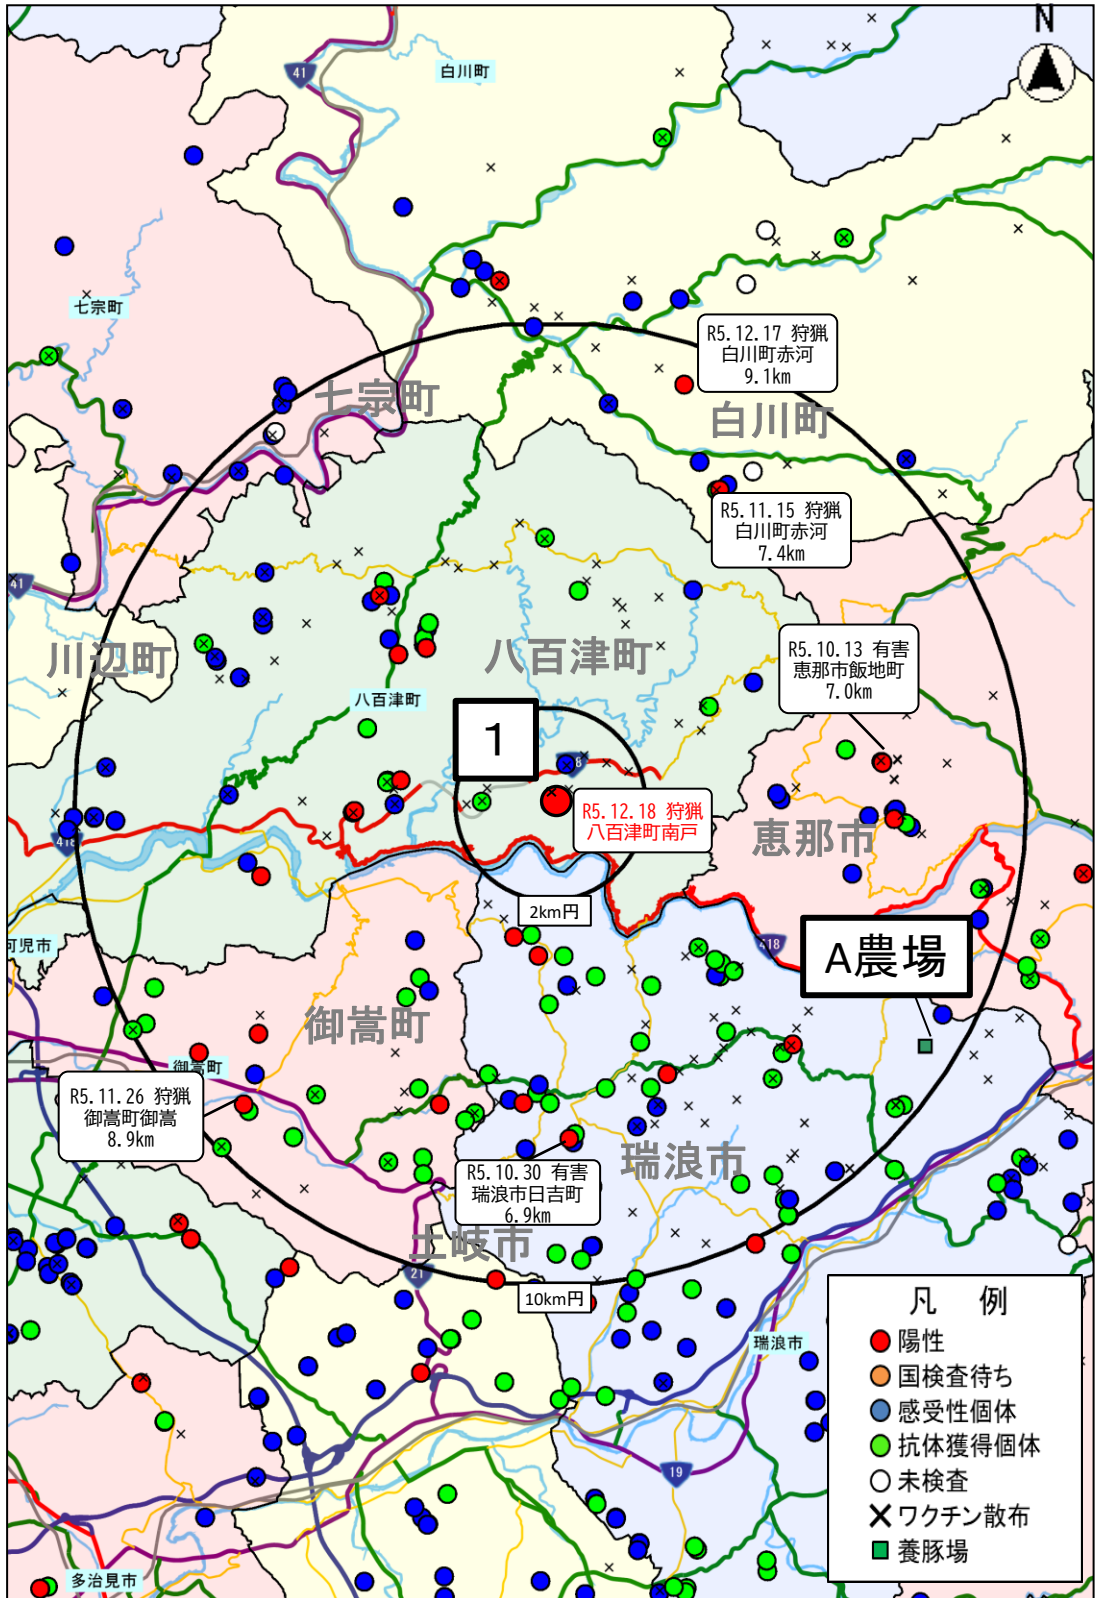 N
41
白川町
七宗町
R5.12.17 狩猟
白川町赤河
9.1km
七宗町
白川町
R5.11.15 狩猟
白川町赤河
7.4km
41
川辺町
八百津町
R5.10.13 有害
恵那市飯地町
7.0km
八百津町
1
8
R5.12.18 狩猟
八百津町南戸
恵那市
418
2km円
可児市
418
A農場
御嵩町
御嵩町
R5.11.26 狩猟
御嵩町御嵩
8.9km
瑞浪市
R5.10.30 有害
瑞浪市日吉町
6.9km
土岐市
21
10km円
瑞浪市
19
多治見市
凡 例
陽性
国検査待ち
感受性個体
抗体獲得個体
未検査
ワクチン散布
養豚場